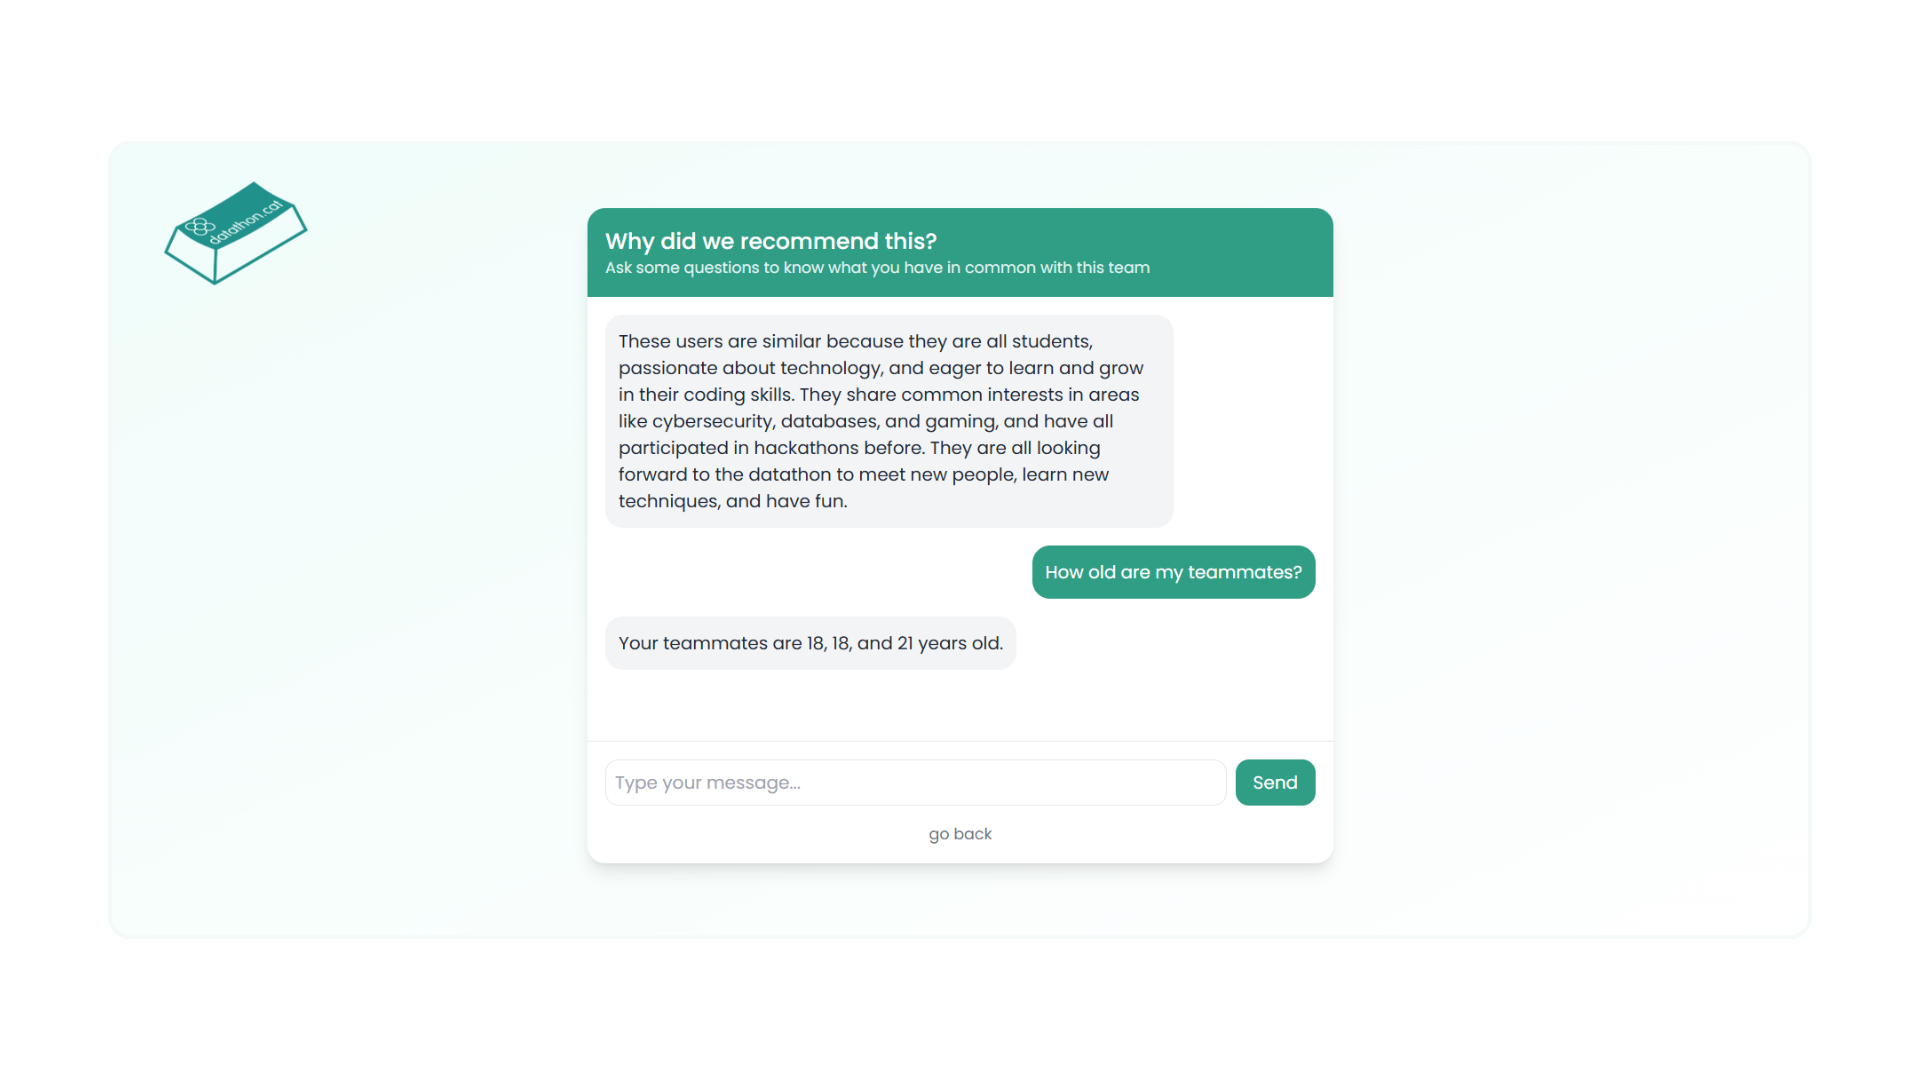 datathon.cat
Why did we recommend this?
Ask some questions to know what you have in common with this team
These users are similar because they are all students,
passionate about technology, and eager to learn and grow
in their coding skills. They share common interests in areas
like cybersecurity, databases, and gaming, and have all
participated in hackathons before. They are all looking
forward to the datathon to meet new people, learn new
techniques, and have fun.
How old are my teammates?
Your teammates are 18, 18, and 21 years old.
Type your message...
Send
go back